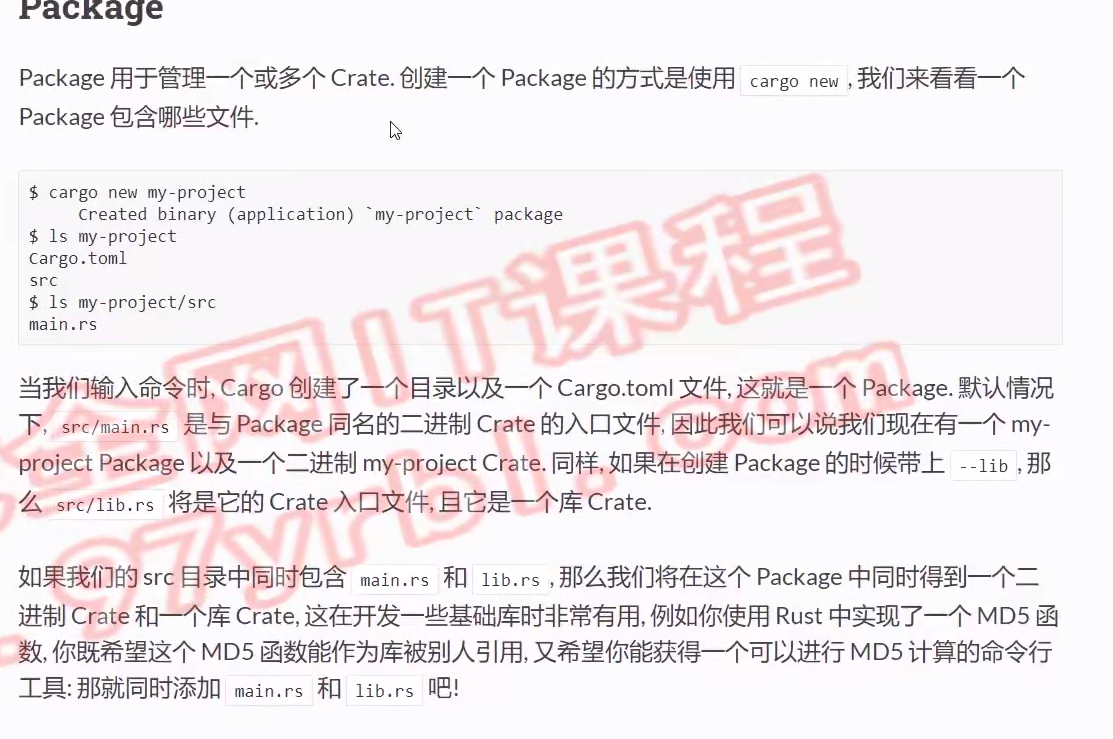 Package
Package 用于管理一个或多个 Crate. 创建一个 Package 的方式是使用 cargo new, 我们来看看一个
Package 包含哪些文件.
$ cargo new my-project
     Created binary (application) `my-project` package
$ ls my-project
Cargo.toml
src
$ ls my-project/src
main.rs
当我们输入命令时, Cargo 创建了一个目录以及一个 Cargo.toml 文件, 这就是一个 Package. 默认情况
下, src/main.rs 是与 Package 同名的二进制 Crate 的入口文件, 因此我们可以说我们现在有一个 my-
project Package 以及一个二进制 my-project Crate. 同样, 如果在创建 Package 的时候带上 --lib, 那
么 src/lib.rs 将是它的 Crate 入口文件, 且它是一个库 Crate.
如果我们的 src 目录中同时包含 main.rs 和 lib.rs, 那么我们将在这个 Package 中同时得到一个二
进制 Crate 和一个库 Crate, 这在开发一些基础库时非常有用, 例如你使用 Rust 中实现了一个 MD5 函
数, 你既希望这个 MD5 函数能作为库被别人引用, 又希望你能获得一个可以进行 MD5 计算的命令行
工具: 那就同时添加 main.rs 和 lib.rs 吧!
全网IT课程
.97yrbl.com